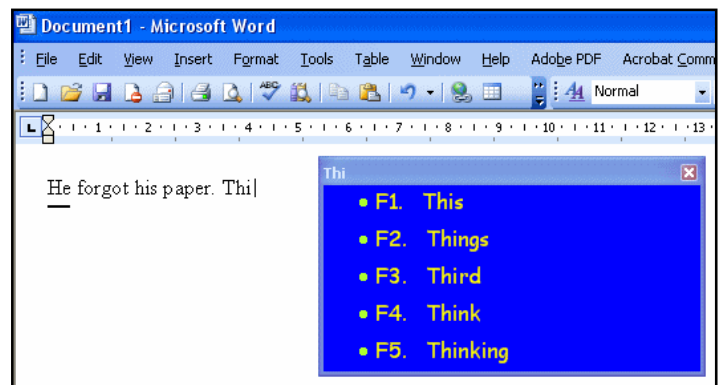 Document1 - Microsoft Word
File Edit View Insert Format Tools Table Window Help Adobe PDF Acrobat Comm
ABC Normal
L 1 2 3 4 5 6 7 8 9 10 11 12 13
He forgot his paper. Thi
Thi
F1. This
F2. Things
F3. Third
F4. Think
F5. Thinking